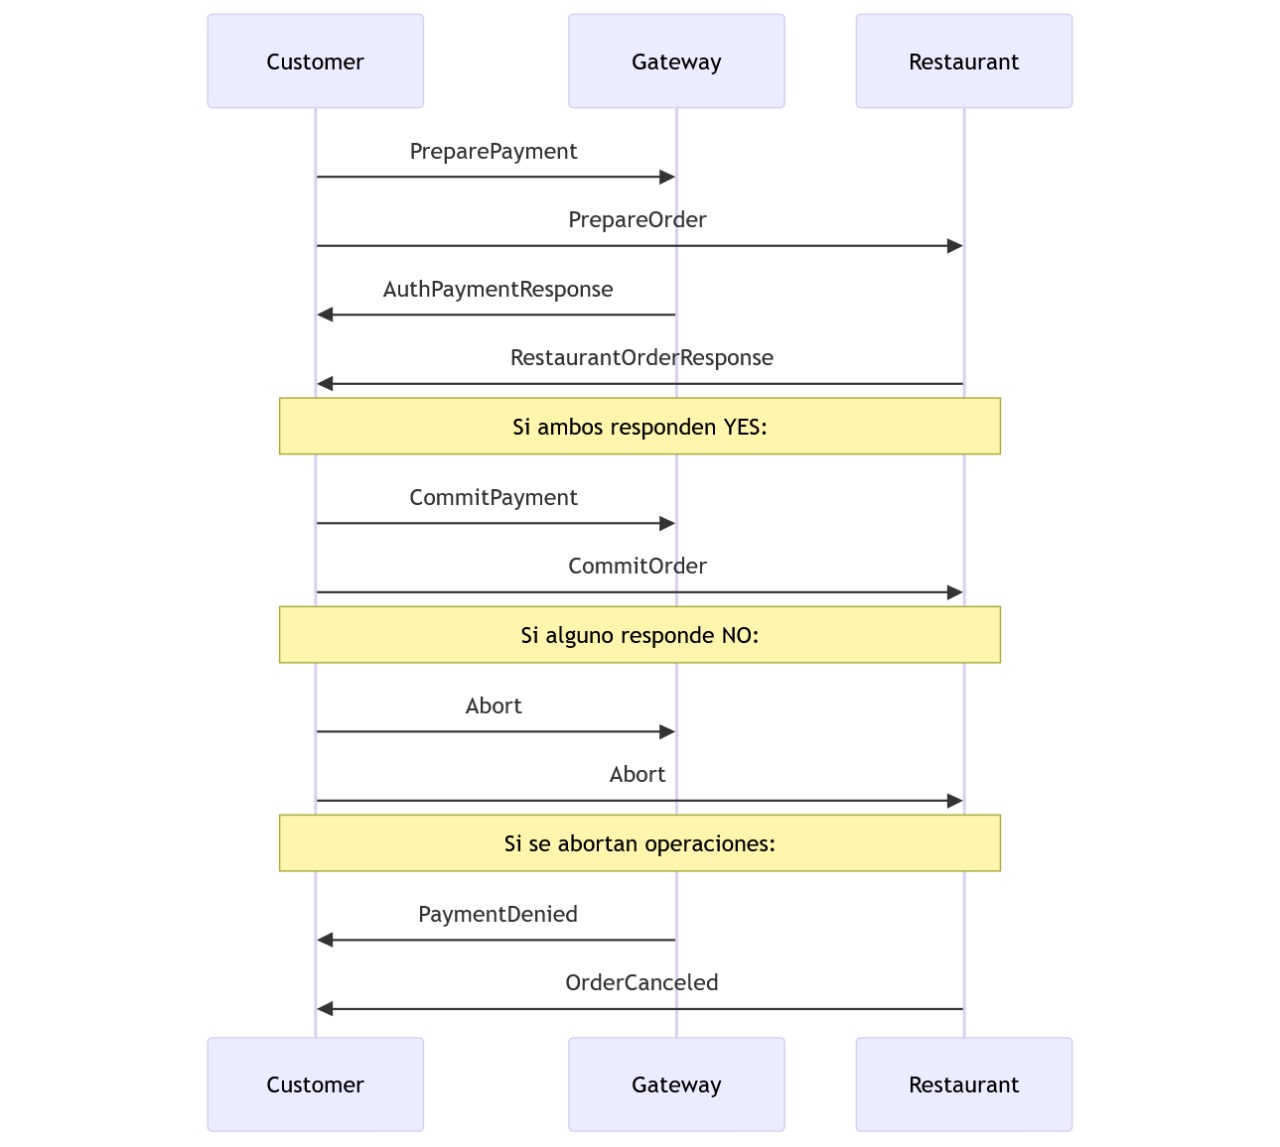 Customer
Gateway
Restaurant
PreparePayment
PrepareOrder
AuthPaymentResponse
RestaurantOrderResponse
Si ambos responden YES:
CommitPayment
CommitOrder
Si alguno responde NO:
Abort
Abort
Si se abortan operaciones:
PaymentDenied
OrderCanceled
Customer
Gateway
Restaurant